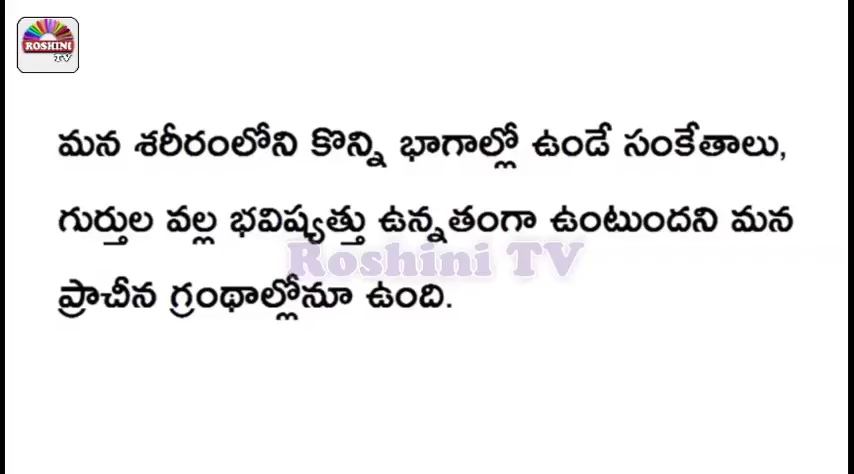 ROSHINI
TV
మన శరీరంలోని కొన్ని భాగాల్లో ఉండే సంకేతాలు,
గుర్తుల వల్ల భవిష్యత్తు ఉన్నతంగా ఉంటుందని మన
Roshini TV
ప్రాచీన గ్రంథాల్లోనూ ఉంది.